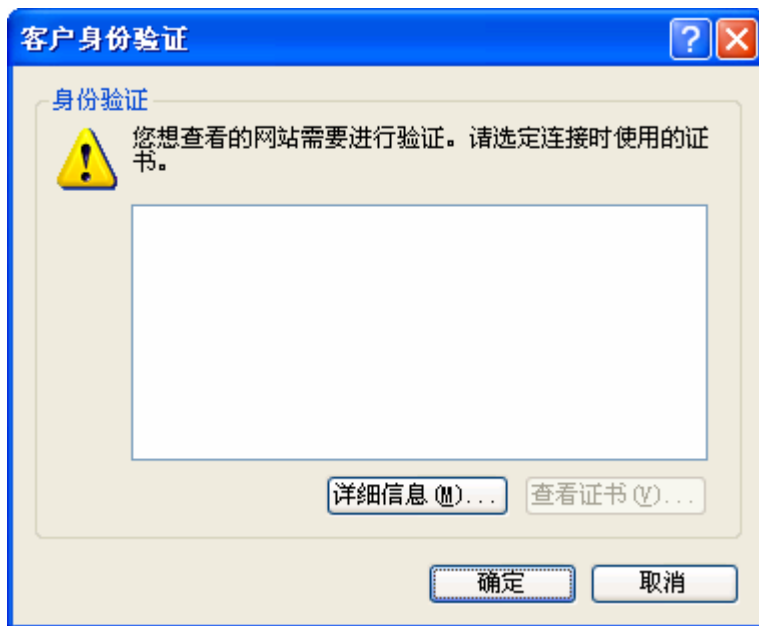 客户身份验证
身份验证
您想查看的网站需要进行验证。请选定连接时使用的证
书。
详细信息(M)...
查看证书(V)...
确定
取消